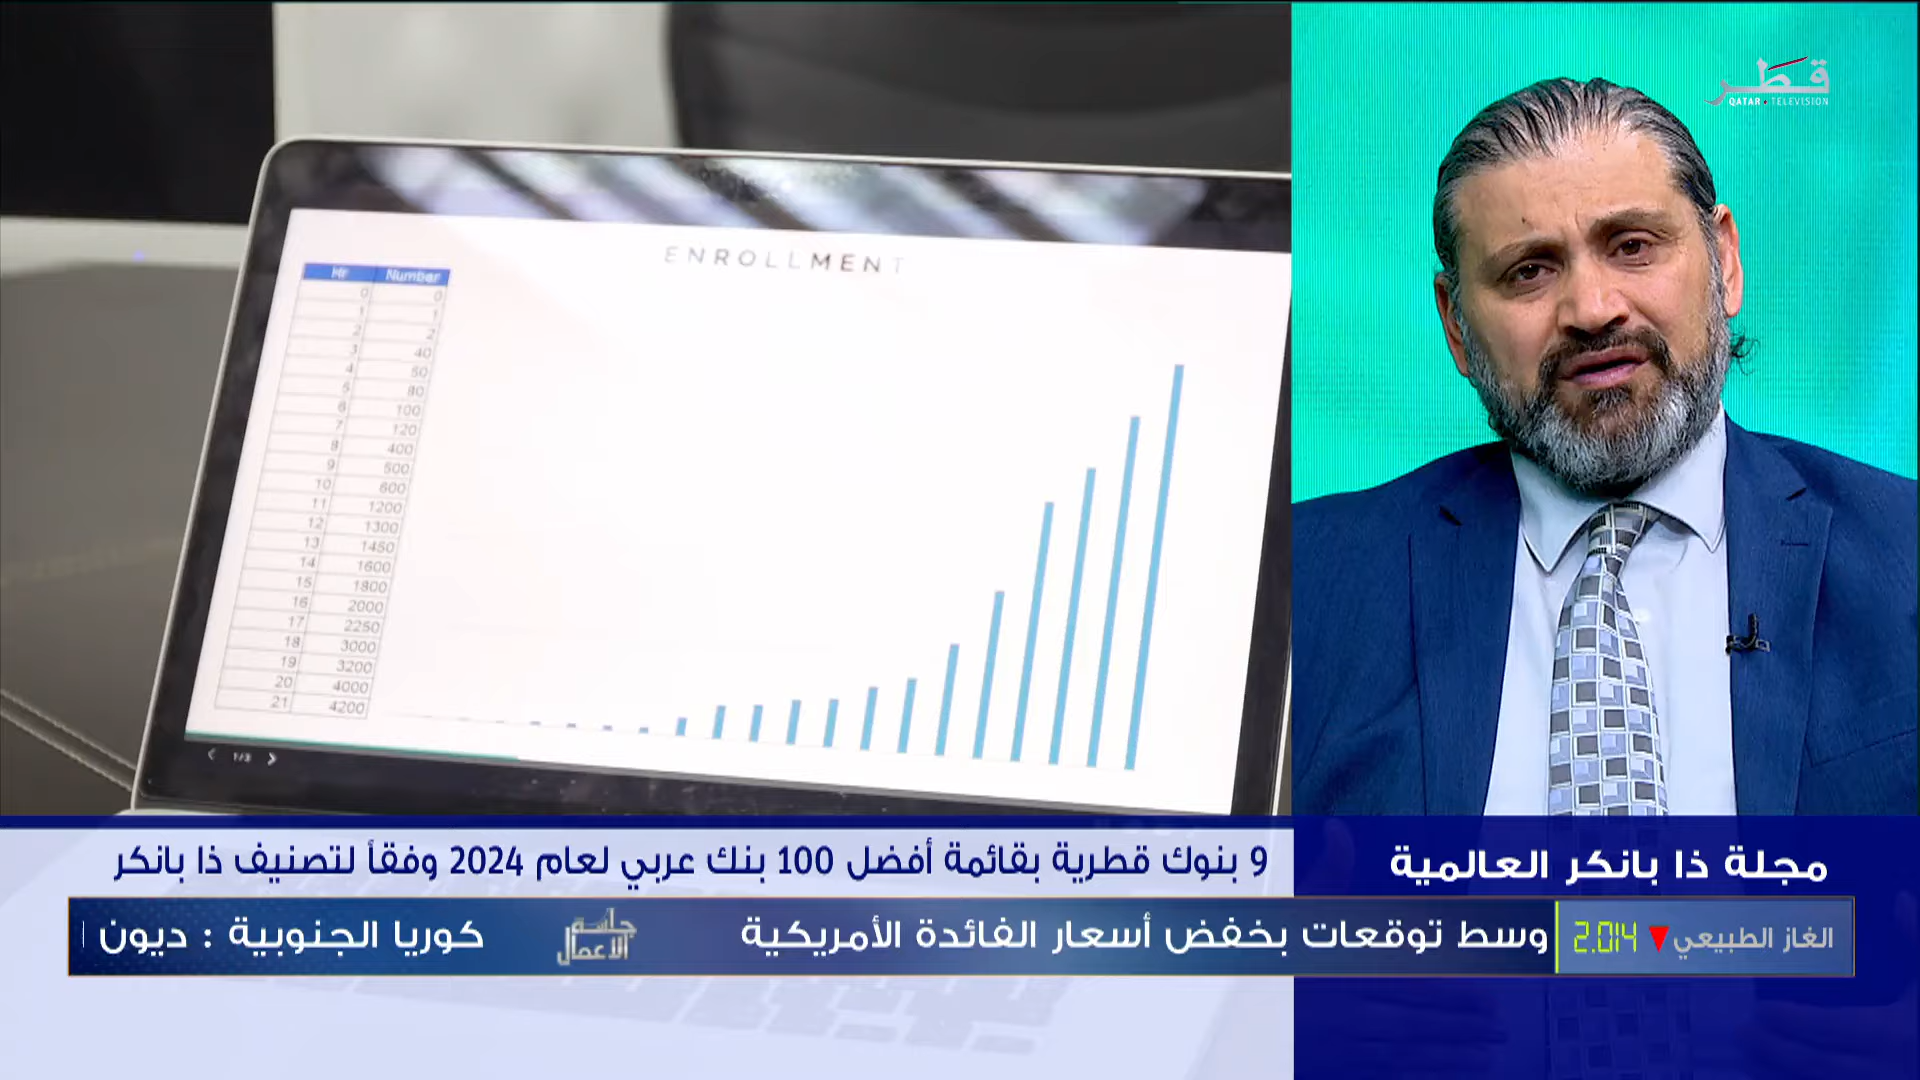 قطر
QATAR TELEVISION
ENROLLMENT
Hr Number
0 0
1 1
2 2
3 40
4 50
5 80
6 100
7 120
8 400
9 500
10 600
11 1200
12 1300
13 1450
14 1600
15 1800
16 2000
17 2250
18 3000
19 3200
20 4000
21 4200
مجلة ذا بانكر العالمية
9 بنوك قطرية بقائمة أفضل 100 بنك عربي لعام 2024 وفقاً لتصنيف ذا بانكر
الغاز الطبيعي 2.014
وسط توقعات بخفض أسعار الفائدة الأمريكية
جلسة الأعمال
كوريا الجنوبية : ديون